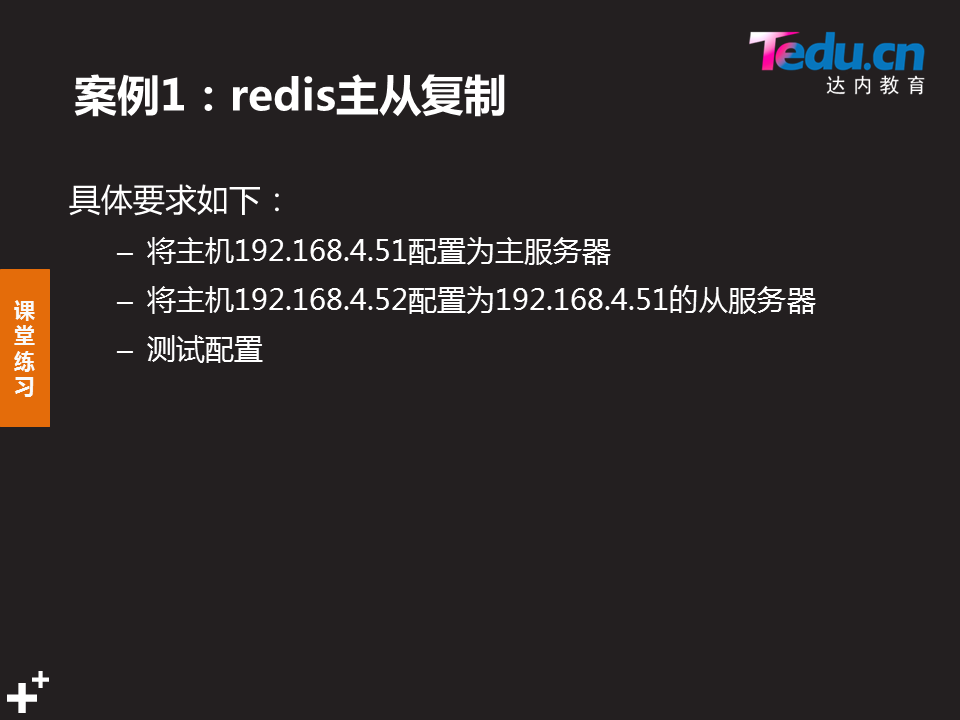 Tedu.cn
达内教育
案例1：redis主从复制
具体要求如下：
– 将主机192.168.4.51配置为主服务器
– 将主机192.168.4.52配置为192.168.4.51的从服务器
– 测试配置
课
堂
练
习